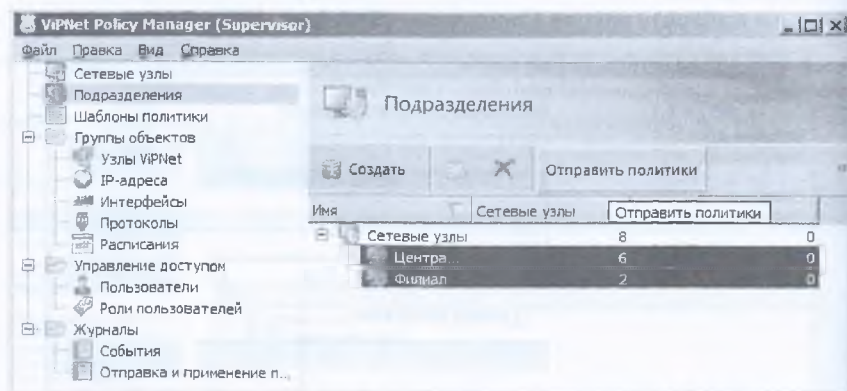 ViPNet Policy Manager (Supervisor)
Файл Правка Вид Справка
Сетевые узлы
Подразделения
Шаблоны политики
Группы объектов
Узлы ViPNet
IP-адреса
Интерфейсы
Протоколы
Расписания
Управление доступом
Пользователи
Роли пользователей
Журналы
События
Отправка и применение п...
Подразделения
Создать Отправить политики
Имя Сетевые узлы Отправить политики
Сетевые узлы 8 0
Центра... 6 0
Филиал 2 0